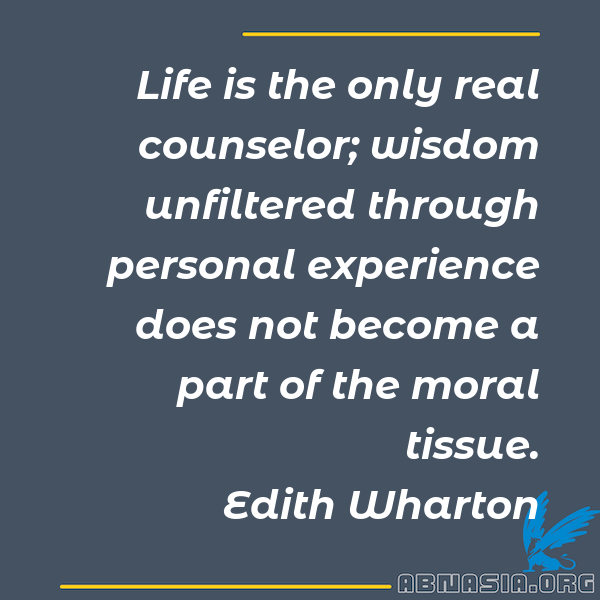 Life is the only real
counselor; wisdom
unfiltered through
personal experience
does not become a
part of the moral
tissue.
Edith Wharton
ABNASIA.ORG